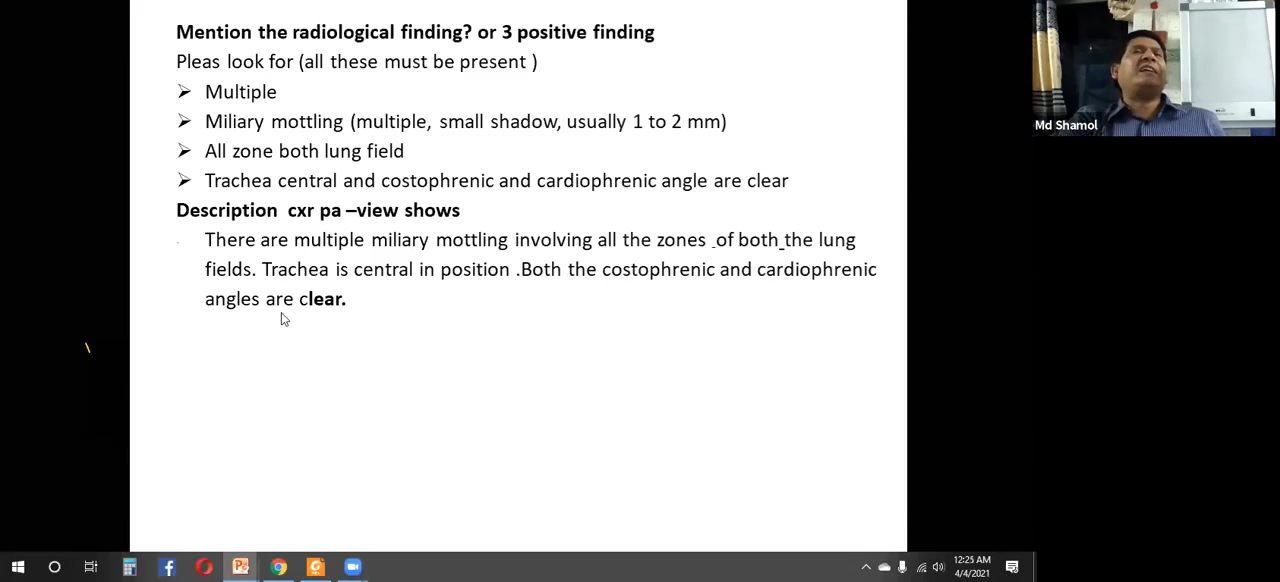 Mention the radiological finding? or 3 positive finding
Pleas look for (all these must be present )
➤ Multiple
➤ Miliary mottling (multiple, small shadow, usually 1 to 2 mm)
➤ All zone both lung field
➤ Trachea central and costophrenic and cardiophrenic angle are clear
Description cxr pa –view shows
There are multiple miliary mottling involving all the zones of both the lung
fields. Trachea is central in position .Both the costophrenic and cardiophrenic
angles are clear.
Md Shamol
12:25 AM
4/4/2021